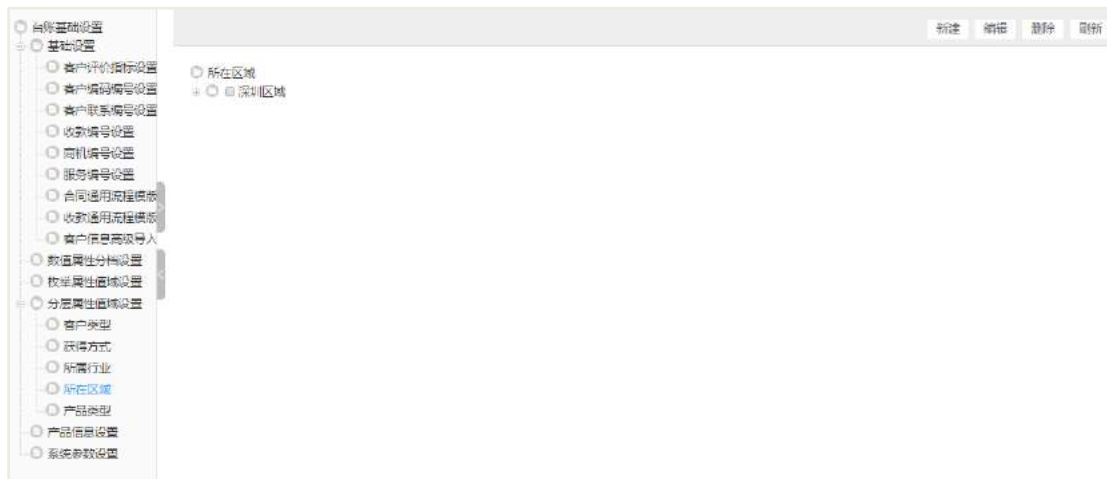 台账基础设置
基础设置
客户评价指标设置
客户编码编号设置
客户联系编号设置
收款编号设置
商机编号设置
服务编号设置
合同通用流程模版
收款通用流程模版
客户信息高级导入
数值属性分档设置
枚举属性值域设置
分层属性值域设置
客户类型
获得方式
所属行业
所在区域
产品类型
产品信息设置
系统参数设置
新建 编辑 删除 刷新
所在区域
深圳区域